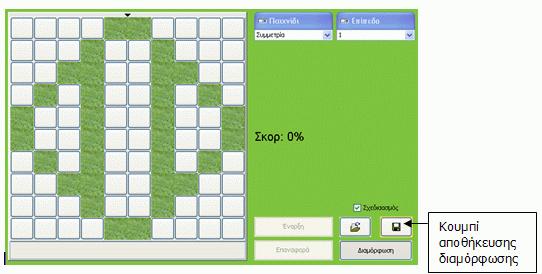 Παιχνίδι
Επίπεδο
Συμμετρία
1
Σκορ: 0%
Σχεδιασμός
Έναρξη
Επαναφορά
Διαμόρφωση
Κουμπί
αποθήκευσης
διαμόρφωσης